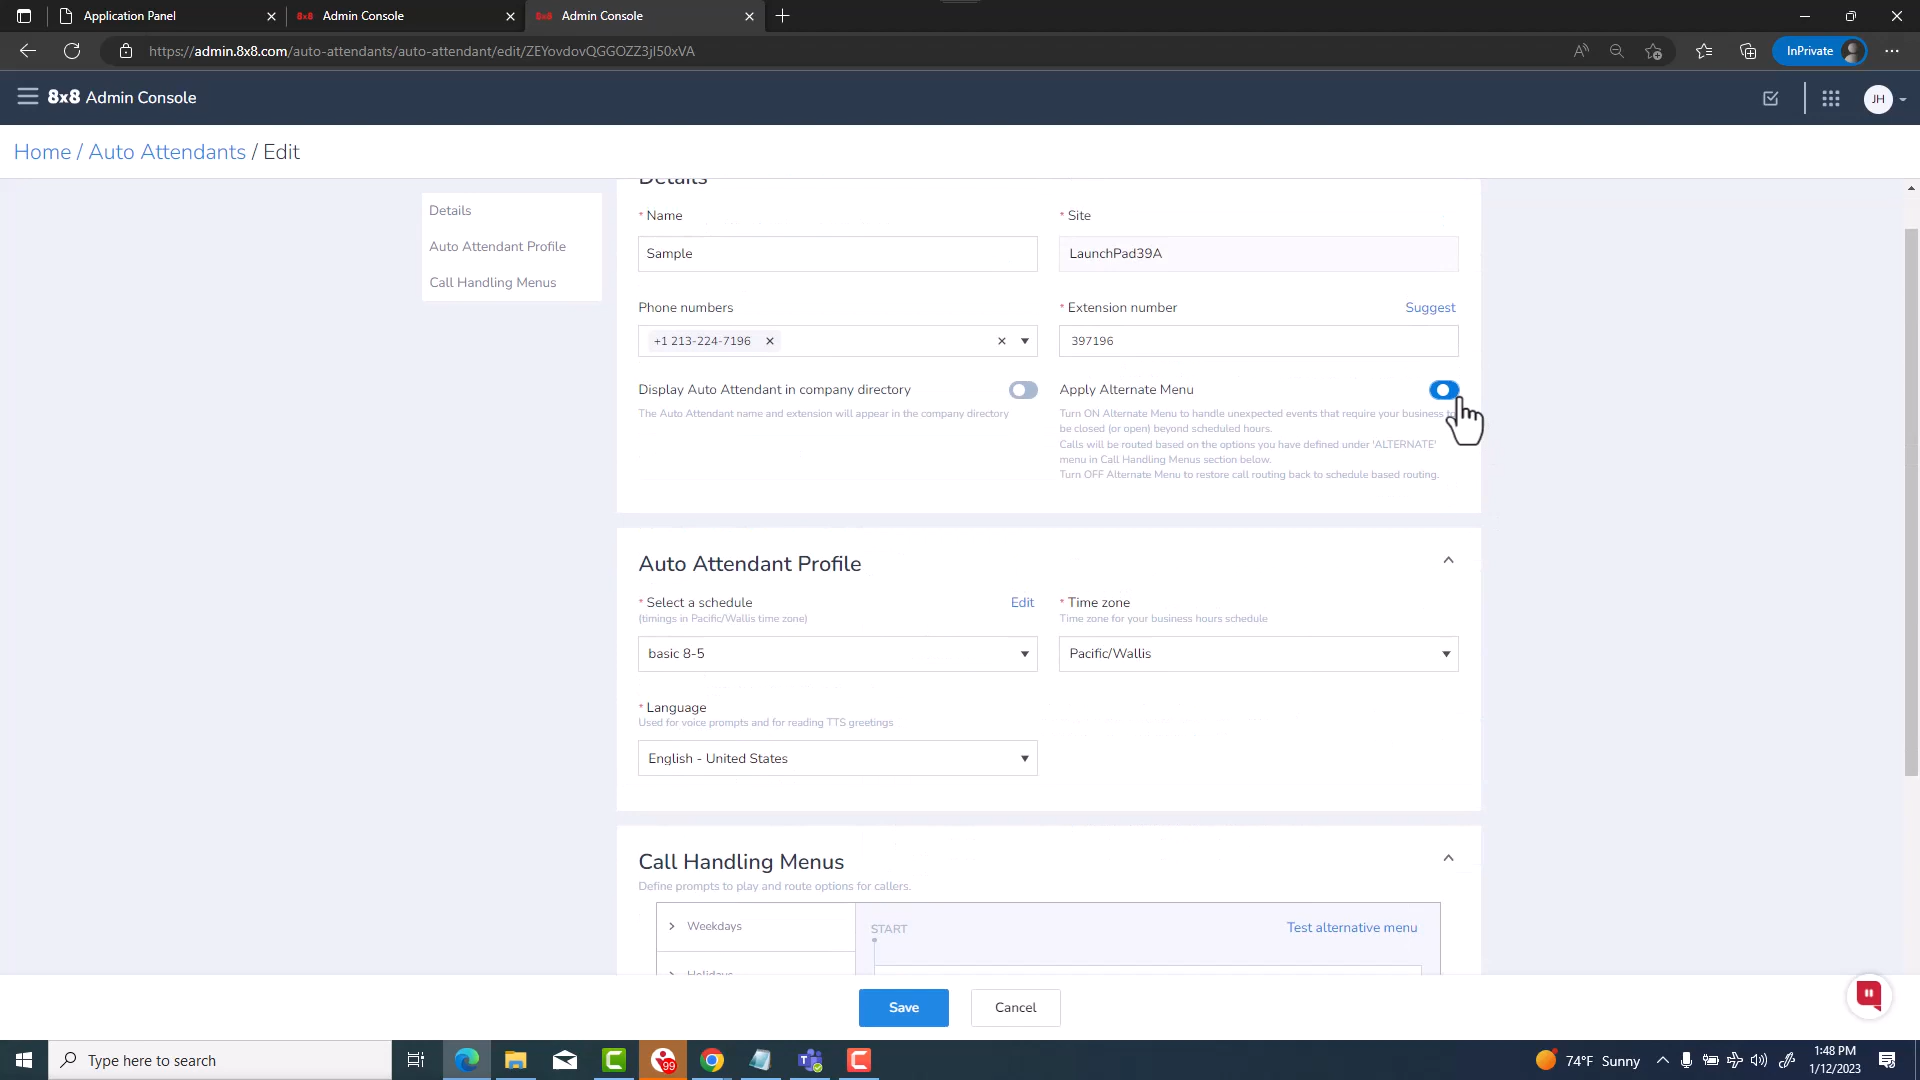 Application Panel
Admin Console
Admin Console
https://admin.8x8.com/auto-attendants/auto-attendant/edit/ZEYovdovQGGOZZ3jI50xVA
InPrivate
8x8 Admin Console
JH
Home / Auto Attendants / Edit
Details
Auto Attendant Profile
Call Handling Menus
Details
* Name
* Site
Sample
LaunchPad39A
Phone numbers
* Extension number
Suggest
+1 213-224-7196
397196
Display Auto Attendant in company directory
Apply Alternate Menu
The Auto Attendant name and extension will appear in the company directory
Turn ON Alternate Menu to handle unexpected events that require your business to
be closed (or open) beyond scheduled hours.
Calls will be routed based on the options you have defined under 'ALTERNATE'
menu in Call Handling Menus section below.
Turn OFF Alternate Menu to restore call routing back to schedule based routing.
Auto Attendant Profile
* Select a schedule
Edit
* Time zone
(timings in Pacific/Wallis time zone)
Time zone for your business hours schedule
basic 8-5
Pacific/Wallis
* Language
Used for voice prompts and for reading TTS greetings
English - United States
Call Handling Menus
Define prompts to play and route options for callers.
Weekdays
START
Test alternative menu
Holidays
Save
Cancel
Type here to search
99
74°F Sunny
1:48 PM
1/12/2023